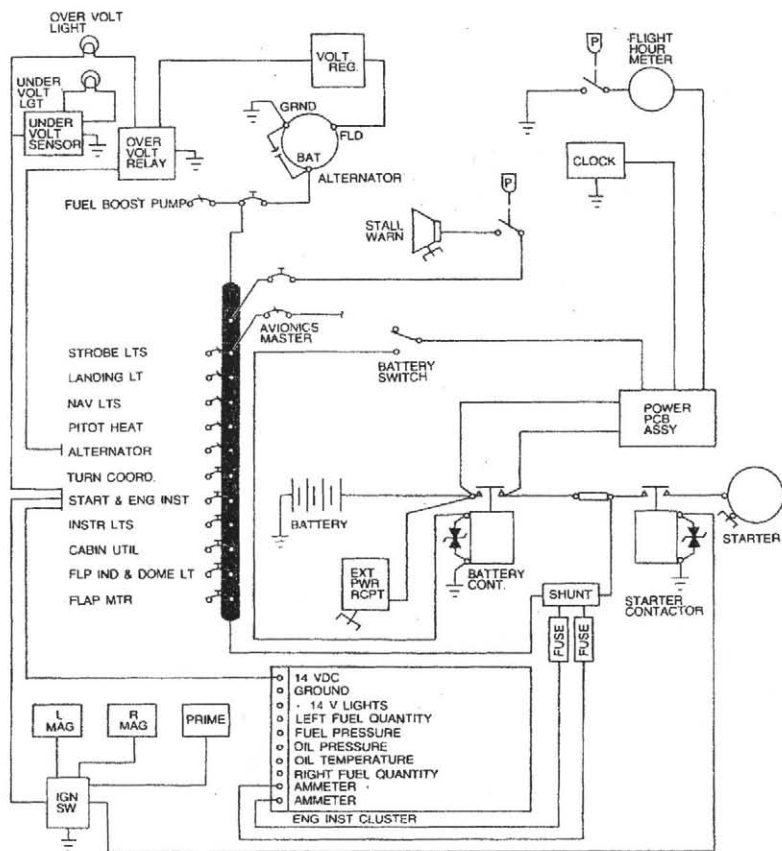 OVER VOLT
LIGHT
UNDER
VOLT
LGT
UNDER
VOLT
SENSOR
OVER
VOLT
RELAY
VOLT
REG.
GRND
FLD
BAT
ALTERNATOR
FUEL BOOST PUMP
P
FLIGHT
HOUR
METER
CLOCK
P
STALL
WARN
AVIONICS
MASTER
BATTERY
SWITCH
POWER
PCB
ASSY
STROBE LTS
LANDING LT
NAV LTS
PITOT HEAT
ALTERNATOR
TURN COORD.
START & ENG INST
INSTR LTS
CABIN UTIL
FLP IND & DOME LT
FLAP MTR
BATTERY
EXT
PWR
RCPT
BATTERY
CONT.
STARTER
STARTER
CONTACTOR
SHUNT
FUSE
FUSE
14 VDC
GROUND
- 14 V LIGHTS
LEFT FUEL QUANTITY
FUEL PRESSURE
OIL PRESSURE
OIL TEMPERATURE
RIGHT FUEL QUANTITY
AMMETER
AMMETER
ENG INST CLUSTER
L
MAG
R
MAG
PRIME
IGN
SW